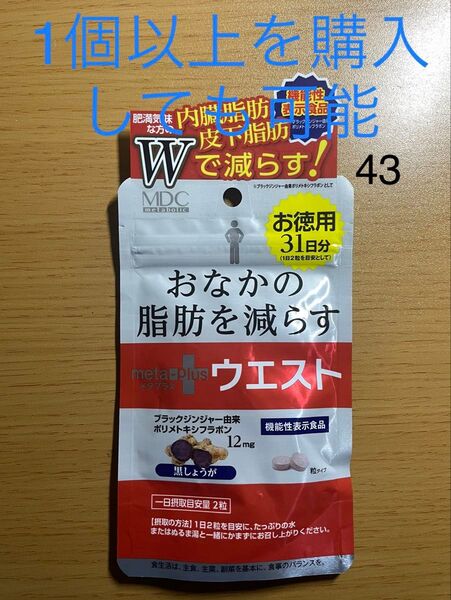 1個以上を購入
しても可能
肥満気味
な方の
内臓脂肪
皮下脂肪
機能性
表示食品
Wで減らす!
※ブラックジンジャー由来ポリメトキシフラボンとして
43
MDC
metabolic
お徳用
31日分
(1日2粒を目安として)
おなかの
脂肪を減らす
meta+plus
メタプラス
ウエスト
ブラックジンジャー由来
ポリメトキシフラボン
12mg
機能性表示食品
黒しょうが
粒タイプ
一日摂取目安量 2粒
【摂取の方法】1日2粒を目安に、たっぷりの水
またはぬるま湯と一緒にかまずにお召し上がりください。
食生活は、主食、主菜、副菜を基本に、食事のバランスを。